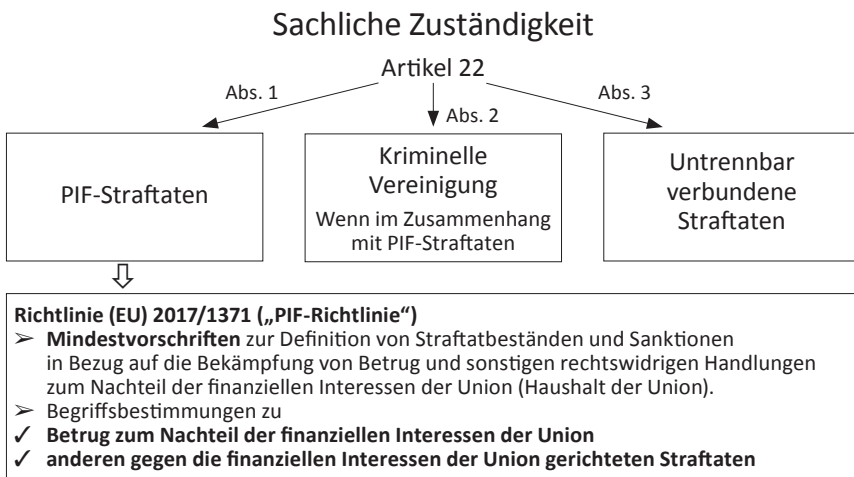 Sachliche Zuständigkeit
Artikel 22
Abs. 1
Abs. 2
Abs. 3
PIF-Straftaten
Kriminelle
Vereinigung
Wenn im Zusammenhang
mit PIF-Straftaten
Untrennbar
verbundene
Straftaten
Richtlinie (EU) 2017/1371 („PIF-Richtlinie“)
➢ Mindestvorschriften zur Definition von Straftatbeständen und Sanktionen
in Bezug auf die Bekämpfung von Betrug und sonstigen rechtswidrigen Handlungen
zum Nachteil der finanziellen Interessen der Union (Haushalt der Union).
➢ Begriffsbestimmungen zu
✓ Betrug zum Nachteil der finanziellen Interessen der Union
✓ anderen gegen die finanziellen Interessen der Union gerichteten Straftaten